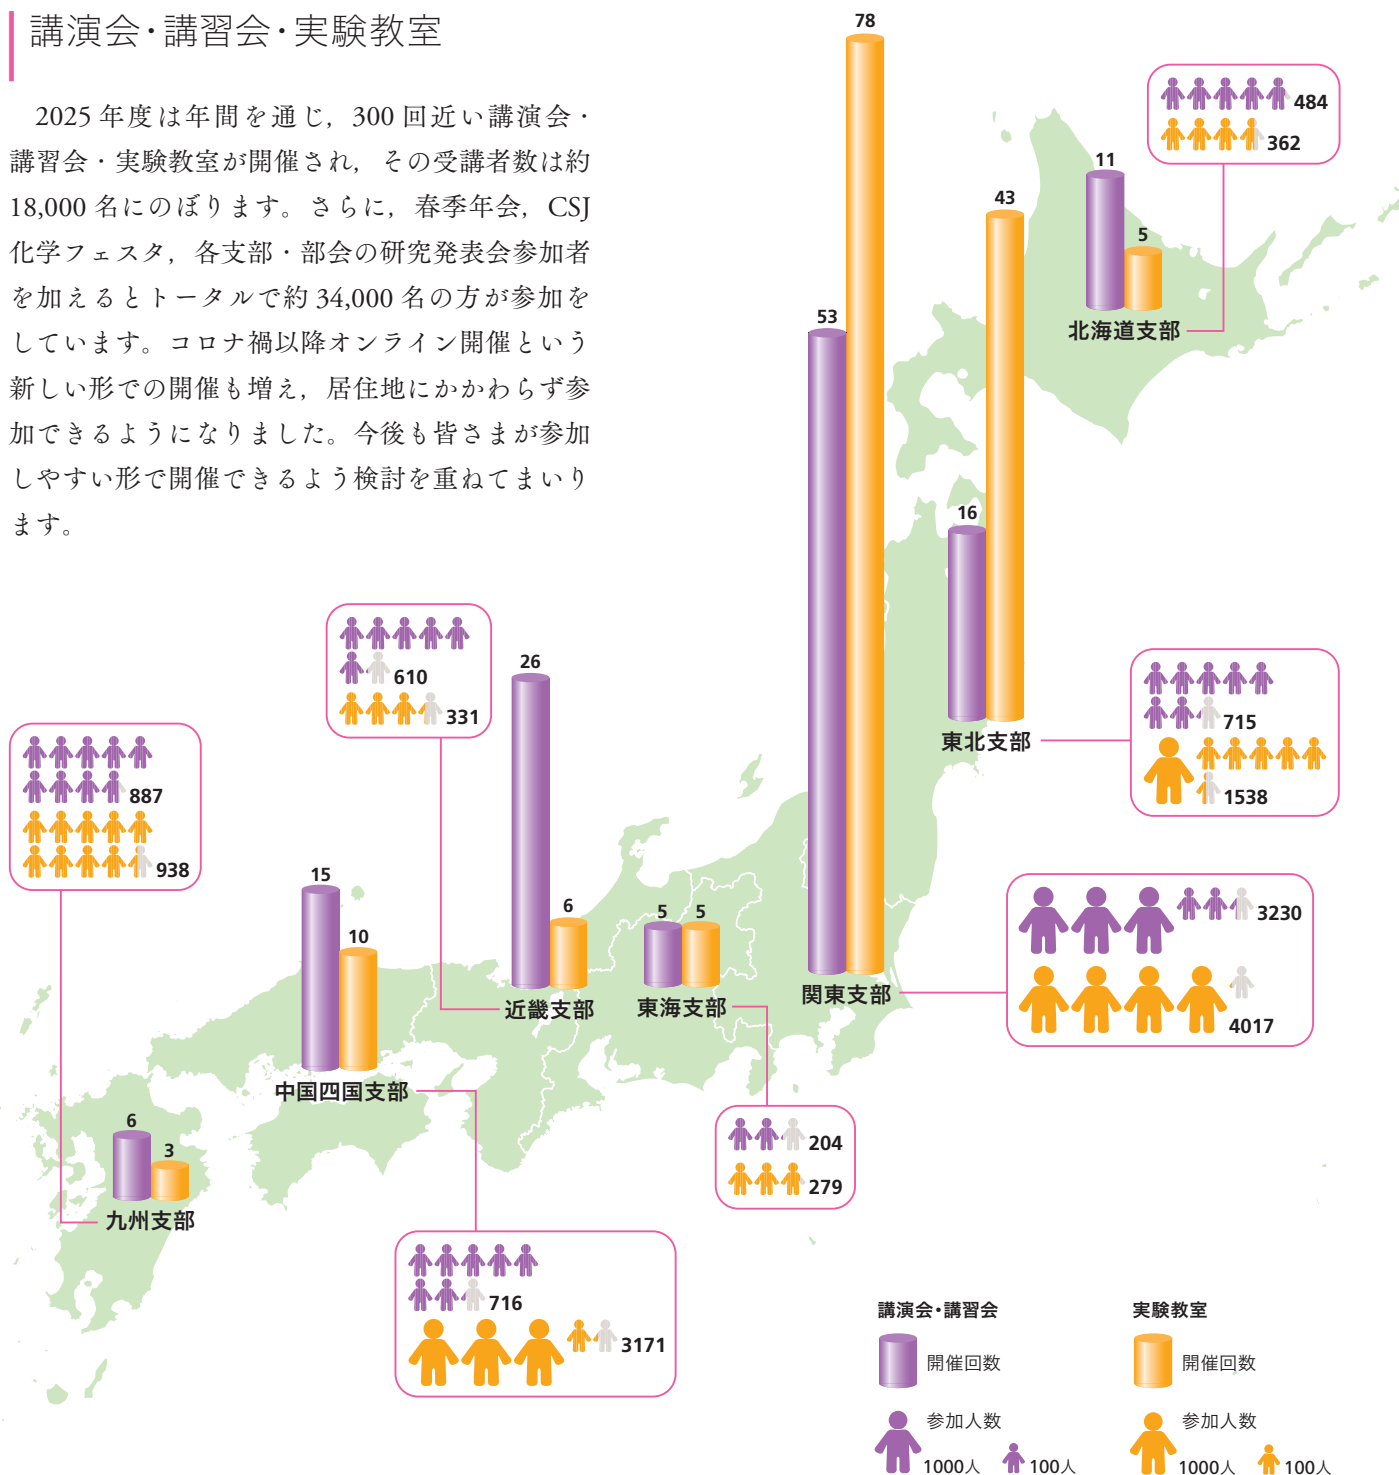 講演会・講習会・実験教室
2025 年度は年間を通じ，300 回近い講演会・
講習会・実験教室が開催され，その受講者数は約
18,000 名にのぼります。さらに，春季年会，CSJ
化学フェスタ，各支部・部会の研究発表会参加者
を加えるとトータルで約 34,000 名の方が参加を
しています。コロナ禍以降オンライン開催という
新しい形での開催も増え，居住地にかかわらず参
加できるようになりました。今後も皆さまが参加
しやすい形で開催できるよう検討を重ねてまいり
ます。
11
5
北海道支部
484
362
16
43
東北支部
715
1538
53
78
関東支部
3230
4017
5
5
東海支部
204
279
26
6
近畿支部
610
331
15
10
中国四国支部
716
3171
6
3
九州支部
887
938
講演会・講習会
開催回数
参加人数
1000人
100人
実験教室
開催回数
参加人数
1000人
100人